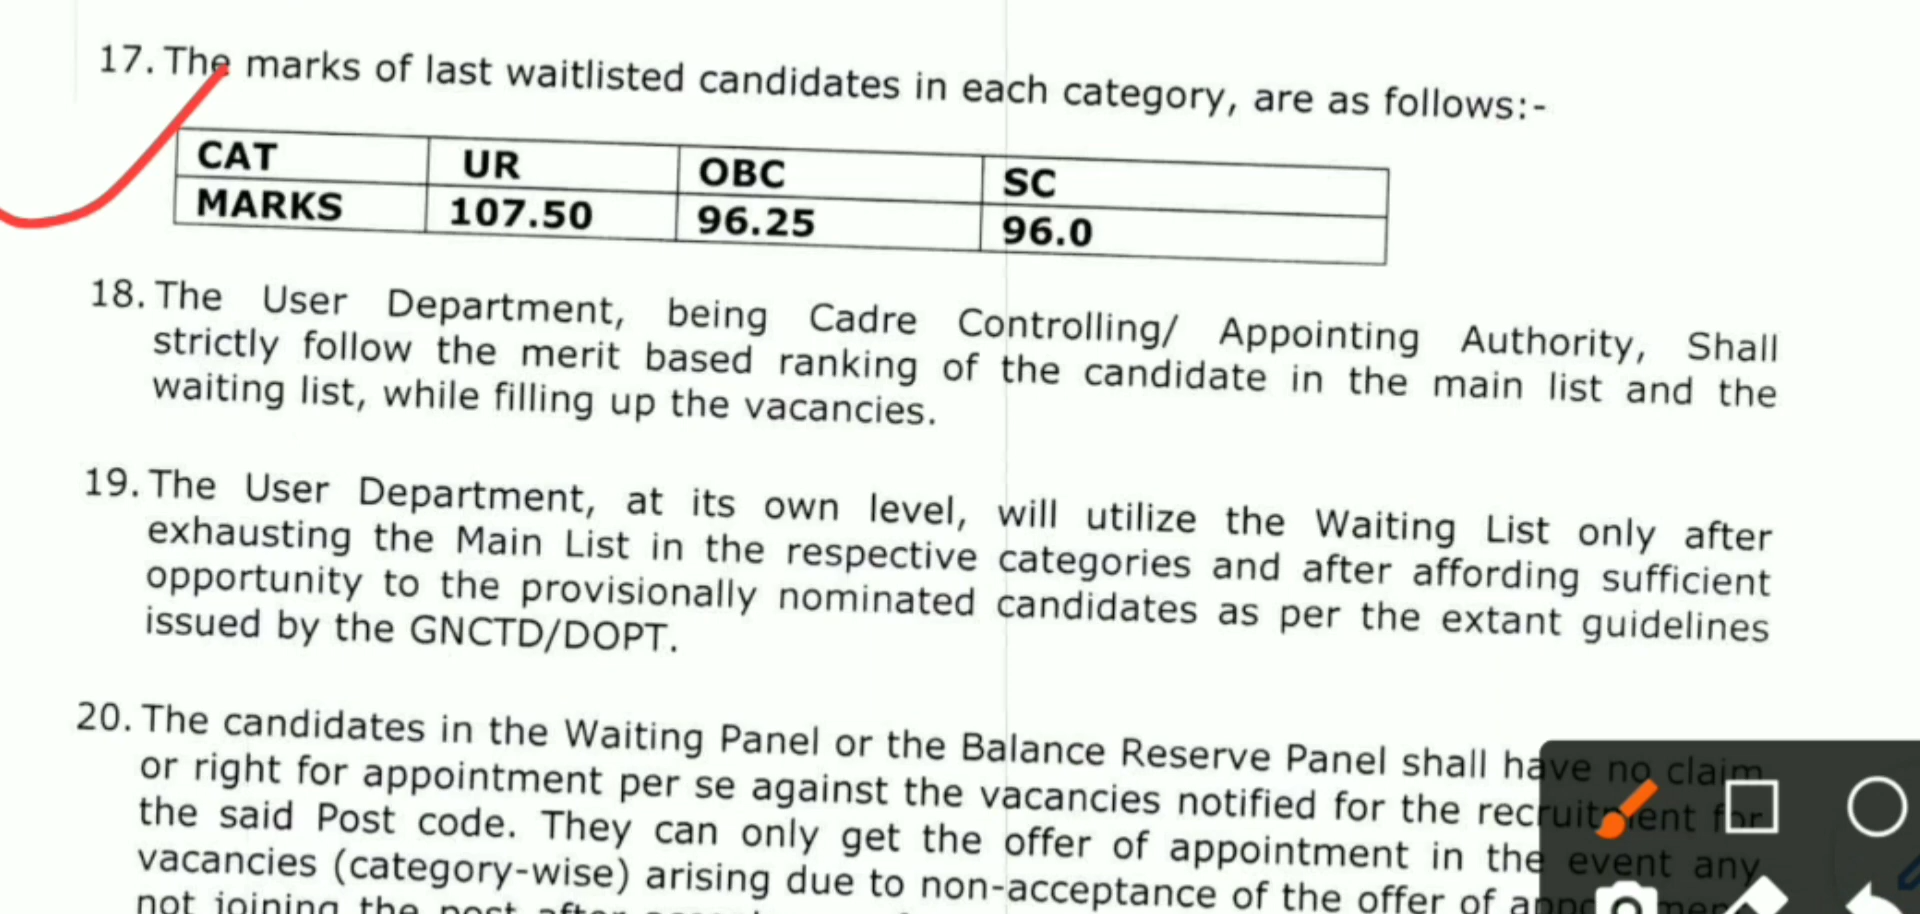 17. The marks of last waitlisted candidates in each category, are as follows:-
CAT UR OBC SC
MARKS 107.50 96.25 96.0
18. The User Department, being Cadre Controlling/ Appointing Authority, Shall
strictly follow the merit based ranking of the candidate in the main list and the
waiting list, while filling up the vacancies.
19. The User Department, at its own level, will utilize the Waiting List only after
exhausting the Main List in the respective categories and after affording sufficient
opportunity to the provisionally nominated candidates as per the extant guidelines
issued by the GNCTD/DOPT.
20. The candidates in the Waiting Panel or the Balance Reserve Panel shall have no claim
or right for appointment per se against the vacancies notified for the recruitment for
the said Post code. They can only get the offer of appointment in the event any
vacancies (category-wise) arising due to non-acceptance of the offer of
not joining the post after